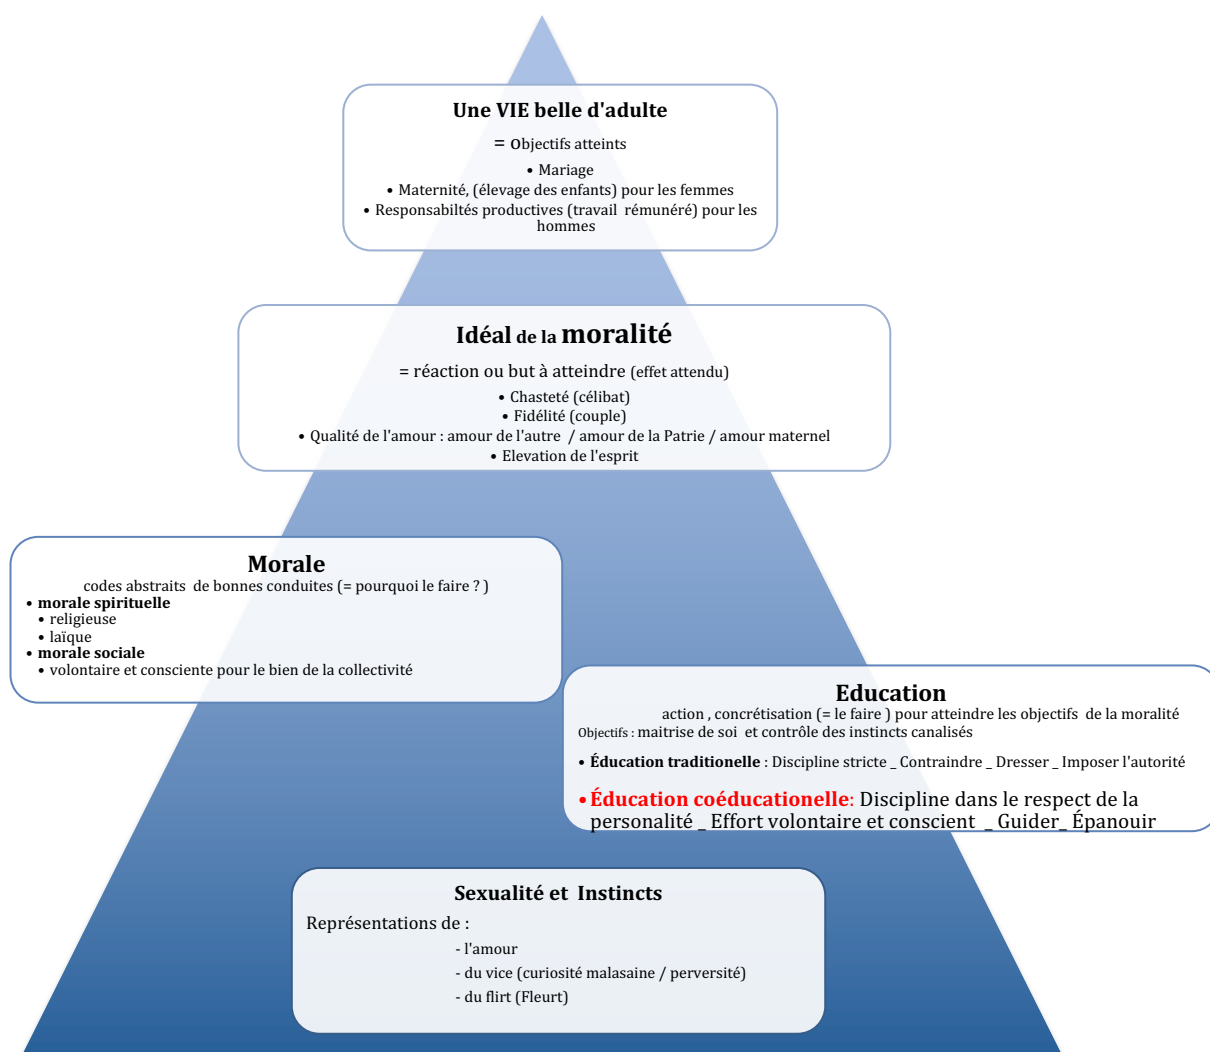 Une VIE belle d'adulte
= Objectifs atteints
• Mariage
• Maternité, (élevage des enfants) pour les femmes
• Responsabiltés productives (travail rémunéré) pour les
hommes
Idéal de la moralité
= réaction ou but à atteindre (effet attendu)
• Chasteté (célibat)
• Fidélité (couple)
• Qualité de l'amour : amour de l'autre / amour de la Patrie / amour maternel
• Elevation de l'esprit
Morale
codes abstraits de bonnes conduites (= pourquoi le faire ? )
• morale spirituelle
• religieuse
• laïque
• morale sociale
• volontaire et consciente pour le bien de la collectivité
Education
action , concrétisation (= le faire ) pour atteindre les objectifs de la moralité
Objectifs : maitrise de soi et contrôle des instincts canalisés
• Éducation traditionelle : Discipline stricte _ Contraindre _ Dresser _ Imposer l'autorité
• Éducation coéducationelle: Discipline dans le respect de la
personalité _ Effort volontaire et conscient _ Guider_ Épanouir
Sexualité et Instincts
Représentations de :
- l'amour
- du vice (curiosité malasaine / perversité)
- du flirt (Fleurt)